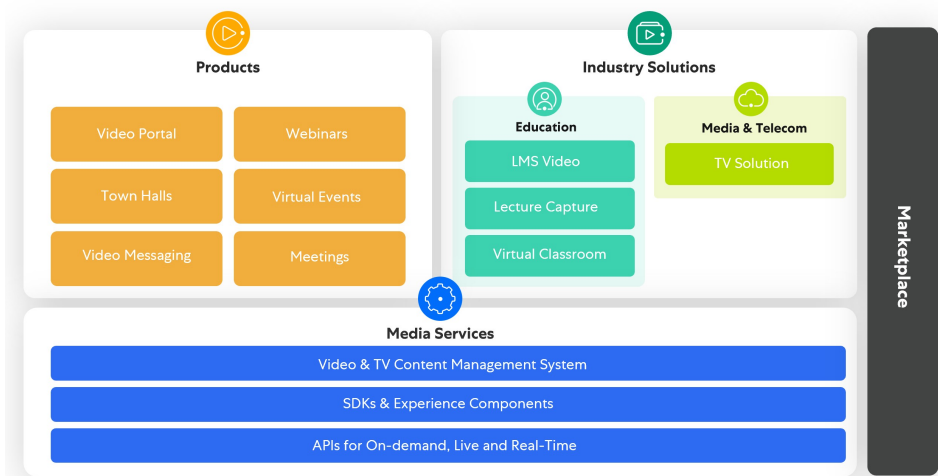 Products
Video Portal
Webinars
Town Halls
Virtual Events
Video Messaging
Meetings
Industry Solutions
Education
LMS Video
Lecture Capture
Virtual Classroom
Media & Telecom
TV Solution
Media Services
Video & TV Content Management System
SDKs & Experience Components
APIs for On-demand, Live and Real-Time
Marketplace